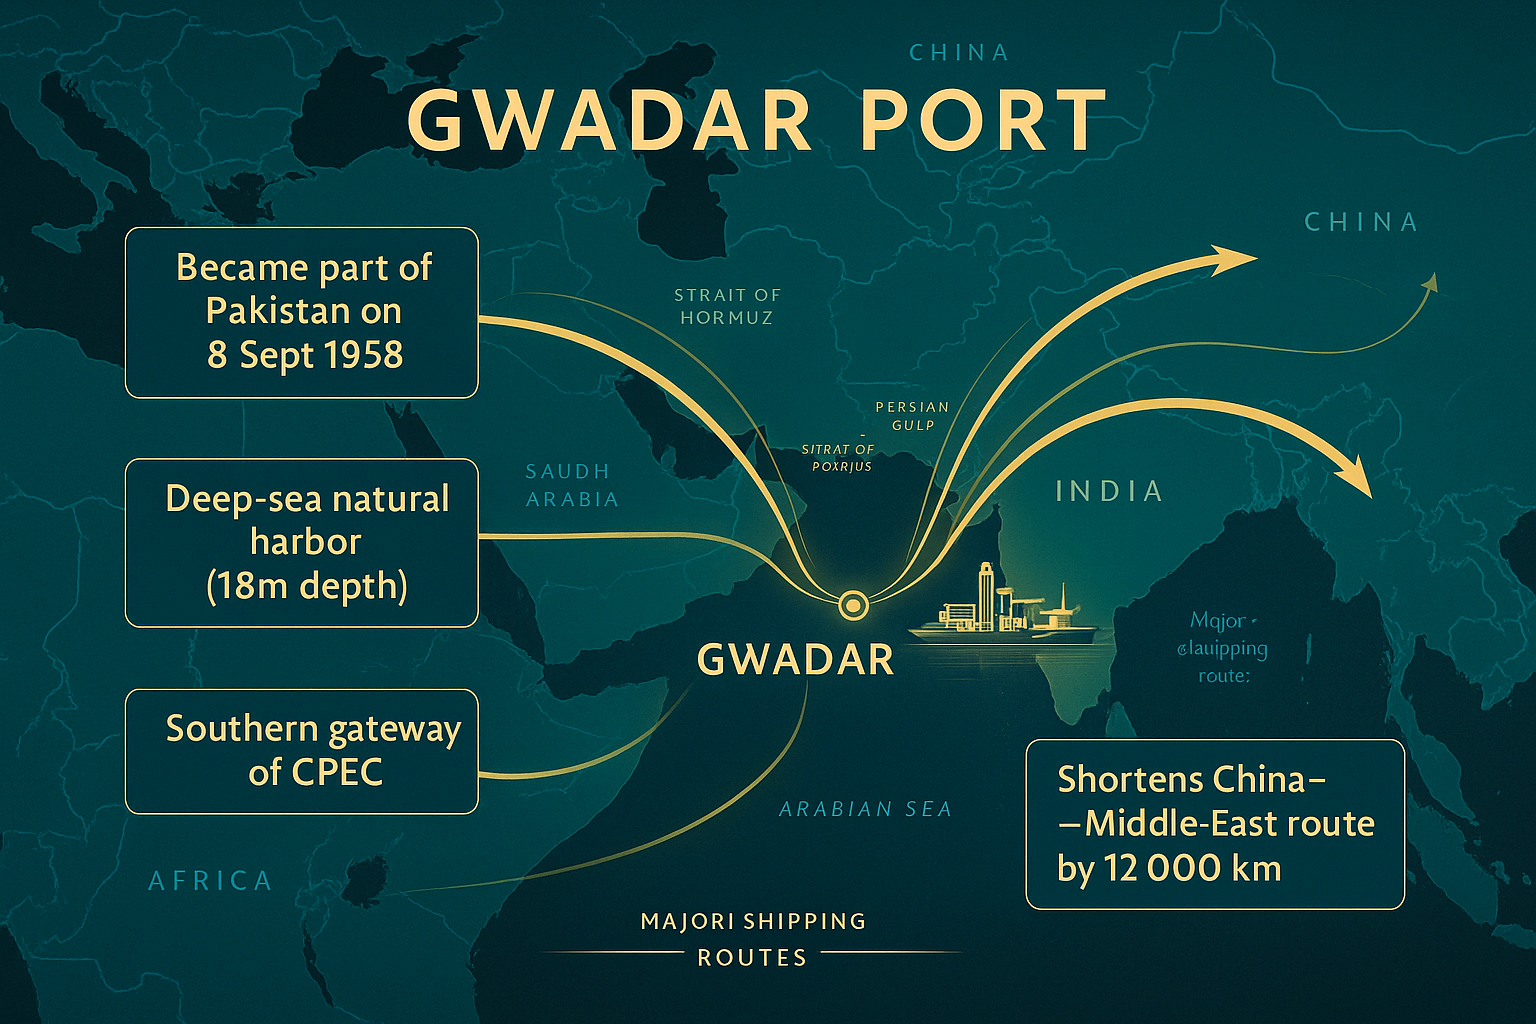 CHINA
GWADAR PORT
CHINA
Became part of
Pakistan on
8 Sept 1958
STRAIT OF
HORMUZ
PERSIAN
GULP
SITRAT OF
POXRJUS
SAUDH
ARABIA
INDIA
Deep-sea natural
harbor
(18m depth)
GWADAR
Major
route:
Southern gateway
of CPEC
Shortens China–
–Middle-East route
by 12 000 km
ARABIAN SEA
AFRICA
MAJORI SHIPPING
ROUTES